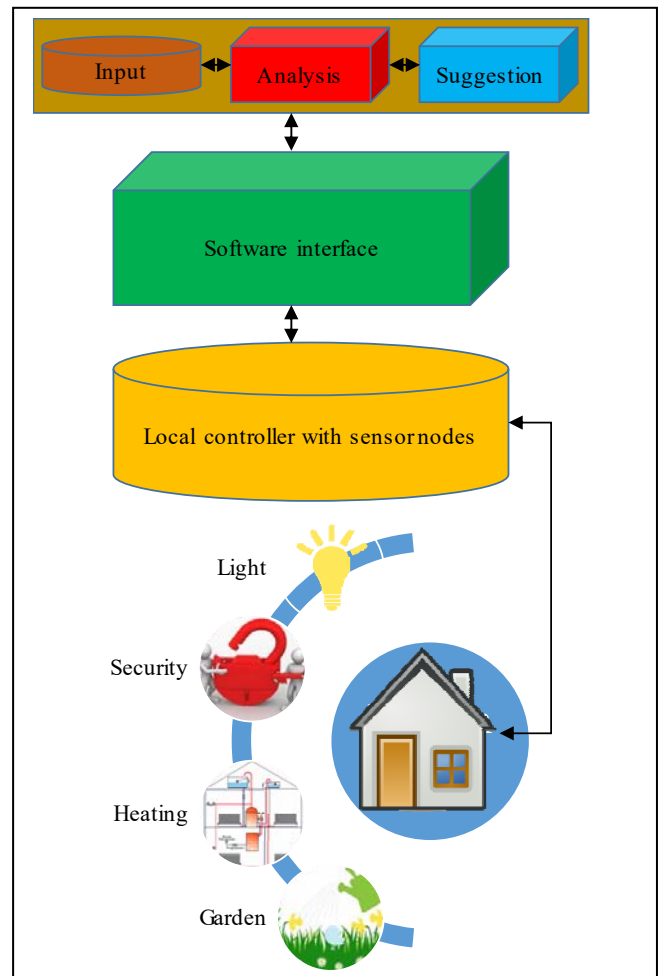 Input
Analysis
Suggestion
Software interface
Local controller with sensor nodes
Light
Security
Heating
Garden